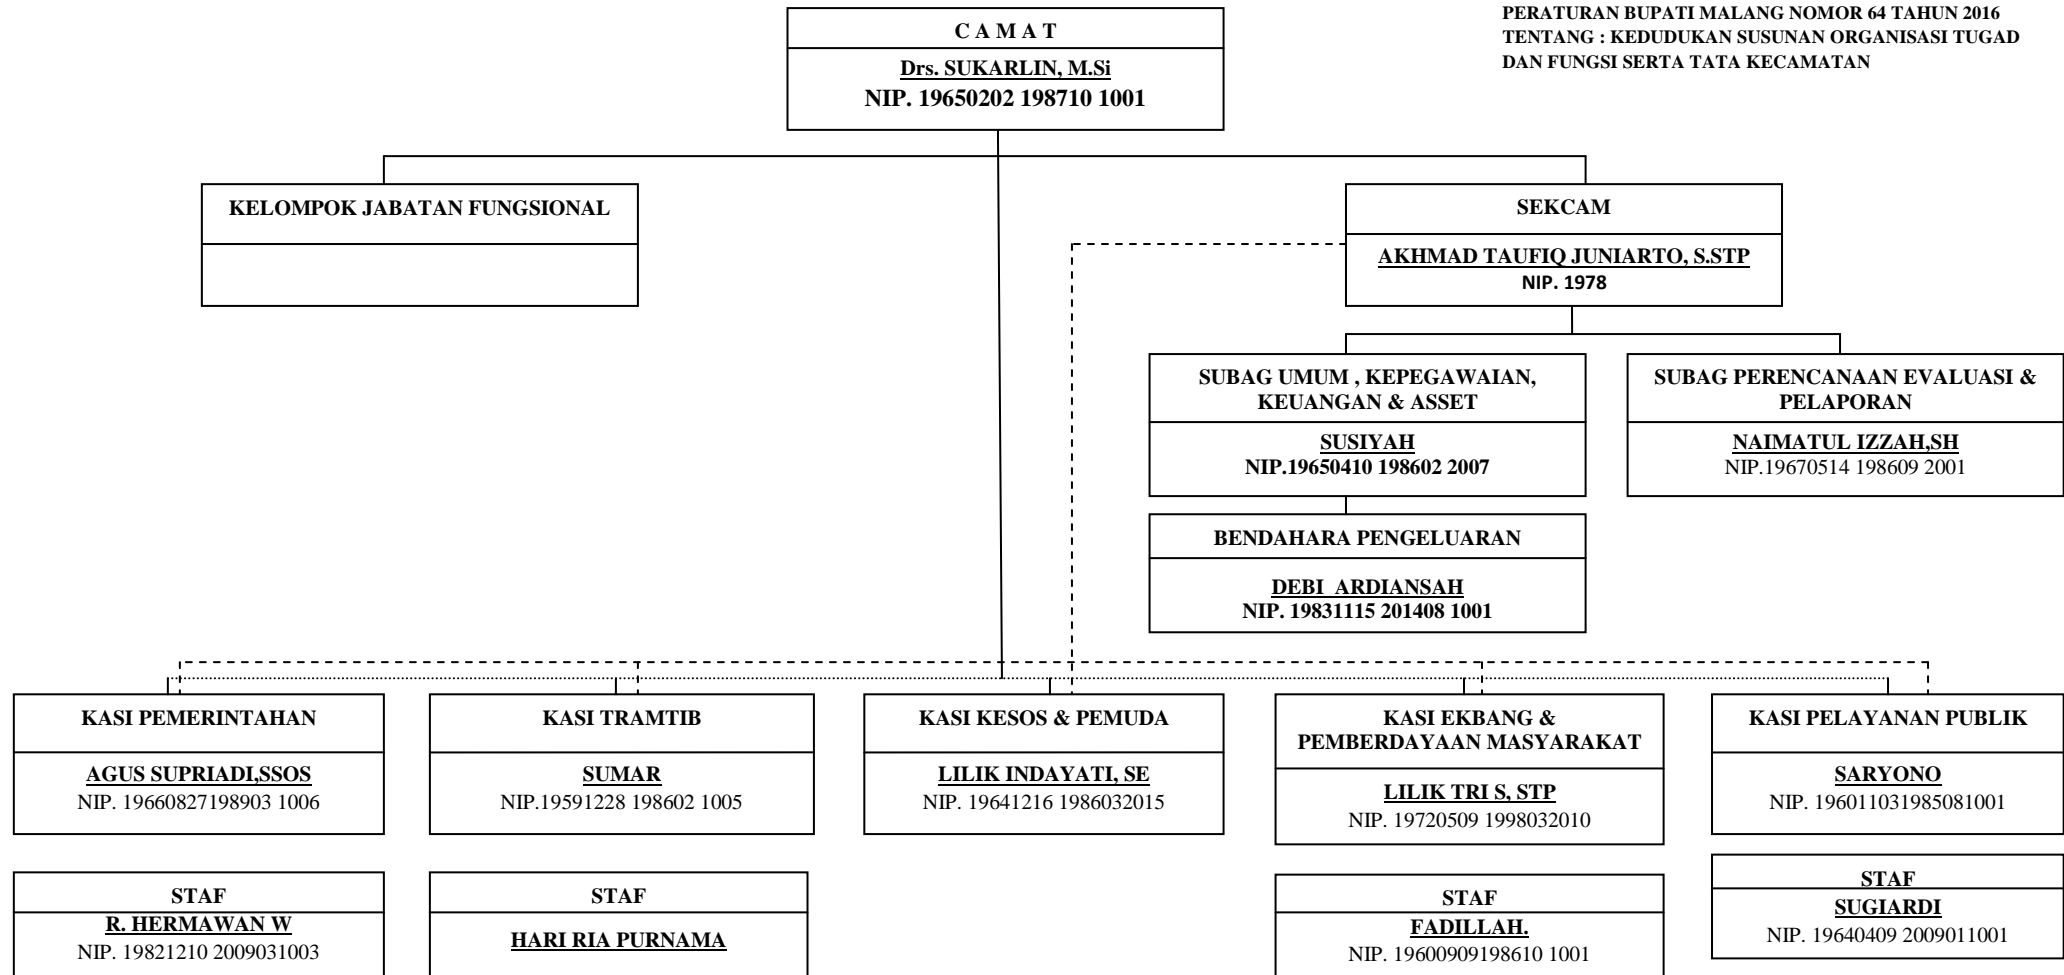 PERATURAN BUPATI MALANG NOMOR 64 TAHUN 2016
TENTANG : KEDUDUKAN SUSUNAN ORGANISASI TUGAD
DAN FUNGSI SERTA TATA KECAMATAN
C A M A T
Drs. SUKARLIN, M.Si
NIP. 19650202 198710 1001
KELOMPOK JABATAN FUNGSIONAL
SEKCAM
AKHMAD TAUFIQ JUNIARTO, S.STP
NIP. 1978
SUBAG UMUM , KEPEGAWAIAN,
KEUANGAN & ASSET
SUSIYAH
NIP.19650410 198602 2007
SUBAG PERENCANAAN EVALUASI &
PELAPORAN
NAIMATUL IZZAH,SH
NIP.19670514 198609 2001
BENDAHARA PENGELUARAN
DEBI  ARDIANSAH
NIP. 19831115 201408 1001
KASI PEMERINTAHAN
AGUS SUPRIADI,SSOS
NIP. 19660827198903 1006
KASI TRAMTIB
SUMAR
NIP.19591228 198602 1005
KASI KESOS & PEMUDA
LILIK INDAYATI, SE
NIP. 19641216 1986032015
KASI EKBANG &
PEMBERDAYAAN MASYARAKAT
LILIK TRI S, STP
NIP. 19720509 1998032010
KASI PELAYANAN PUBLIK
SARYONO
NIP. 196011031985081001
STAF
R. HERMAWAN W
NIP. 19821210 2009031003
STAF
HARI RIA PURNAMA
STAF
FADILLAH.
NIP. 19600909198610 1001
STAF
SUGIARDI
NIP. 19640409 2009011001